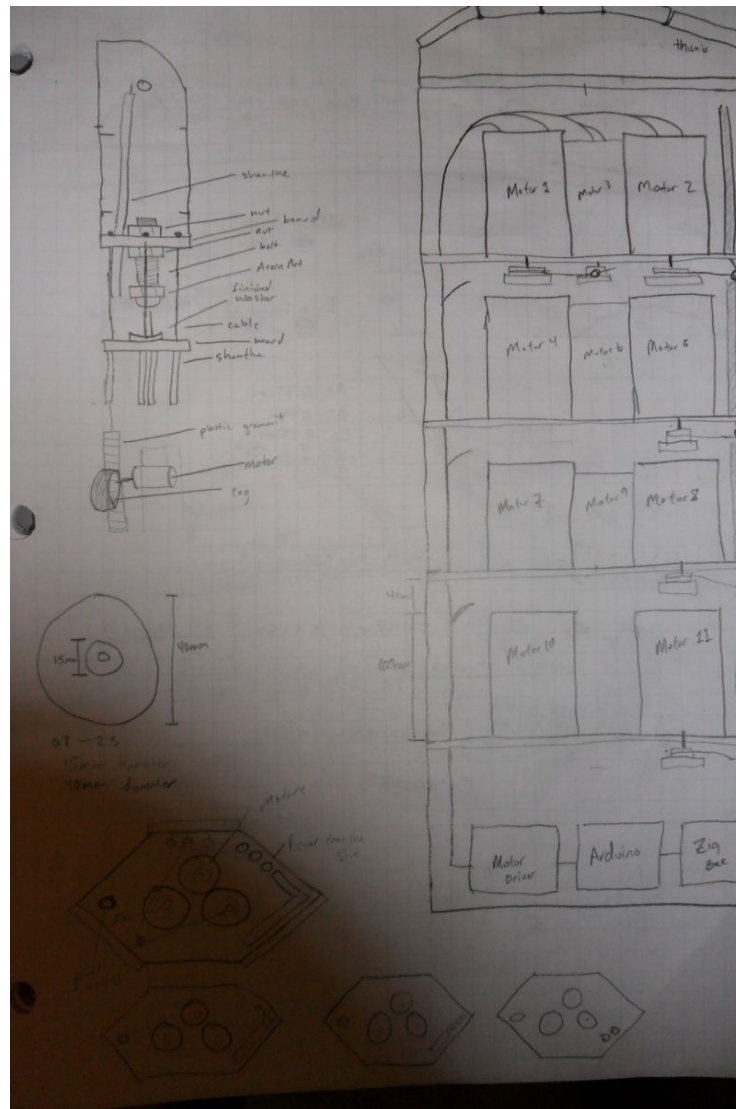 thumb
sheathe
nut
board
nut
bolt
Acorn Nut
finished
washer
cable
board
sheathe
plastic grommit
motor
cog
15mm
40mm
15mm diameter
40mm diameter
Motors
slit
Motor 1
Motor 3
Motor 2
Motor 4
Motor 6
Motor 5
Motor 7
Motor 9
Motor 8
Motor 10
Motor 11
100mm
Motor
Driver
Arduino
Zig
Bee